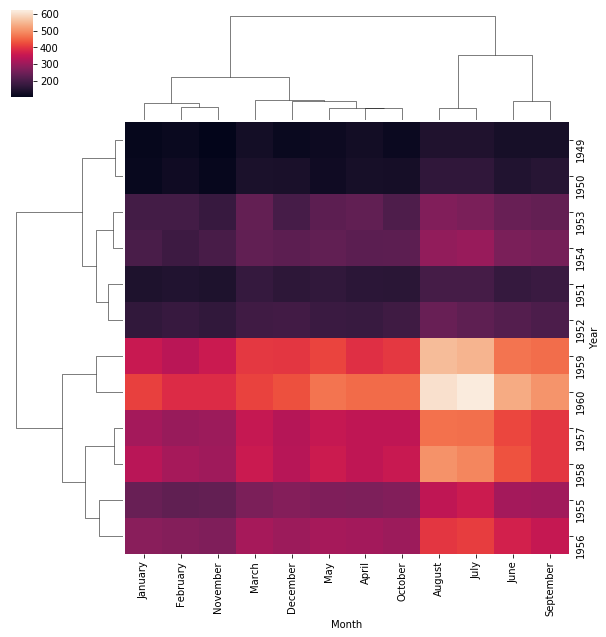 600
500
400
300
200
1949
1950
1953
1954
1951
1952
1959
1960
1957
1958
1955
1956
Year
January
February
November
March
December
May
April
October
August
July
June
September
Month